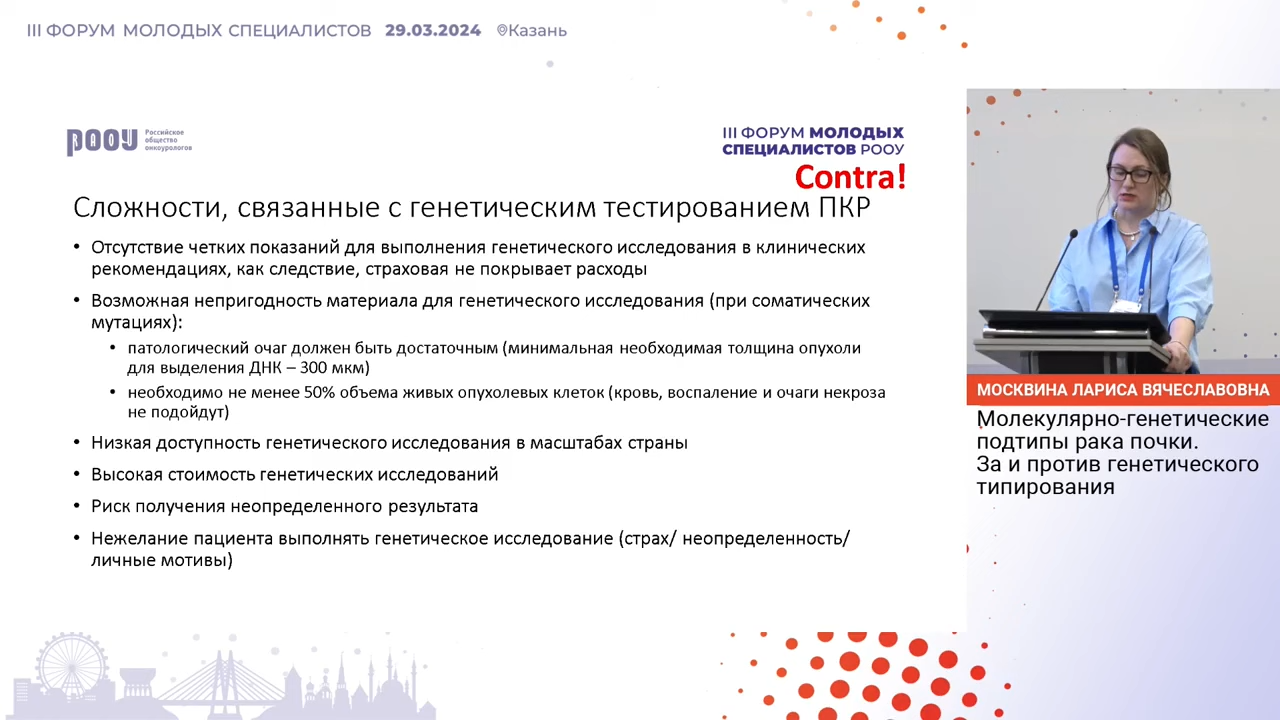 III ФОРУМ МОЛОДЫХ СПЕЦИАЛИСТОВ 29.03.2024 Казань
РООУ
Российское
общество
онкоурологов
III ФОРУМ МОЛОДЫХ
СПЕЦИАЛИСТОВ РООУ
Contra!
Сложности, связанные с генетическим тестированием ПКР
• Отсутствие четких показаний для выполнения генетического исследования в клинических
рекомендациях, как следствие, страховая не покрывает расходы
• Возможная непригодность материала для генетического исследования (при соматических
мутациях):
• патологический очаг должен быть достаточным (минимальная необходимая толщина опухоли
для выделения ДНК – 300 мкм)
• необходимо не менее 50% объема живых опухолевых клеток (кровь, воспаление и очаги некроза
не подойдут)
• Низкая доступность генетического исследования в масштабах страны
• Высокая стоимость генетических исследований
• Риск получения неопределенного результата
• Нежелание пациента выполнять генетическое исследование (страх/ неопределенность/
личные мотивы)
МОСКВИНА ЛАРИСА ВЯЧЕСЛАВОВНА
Молекулярно-генетические
подтипы рака почки.
За и против генетического
типирования